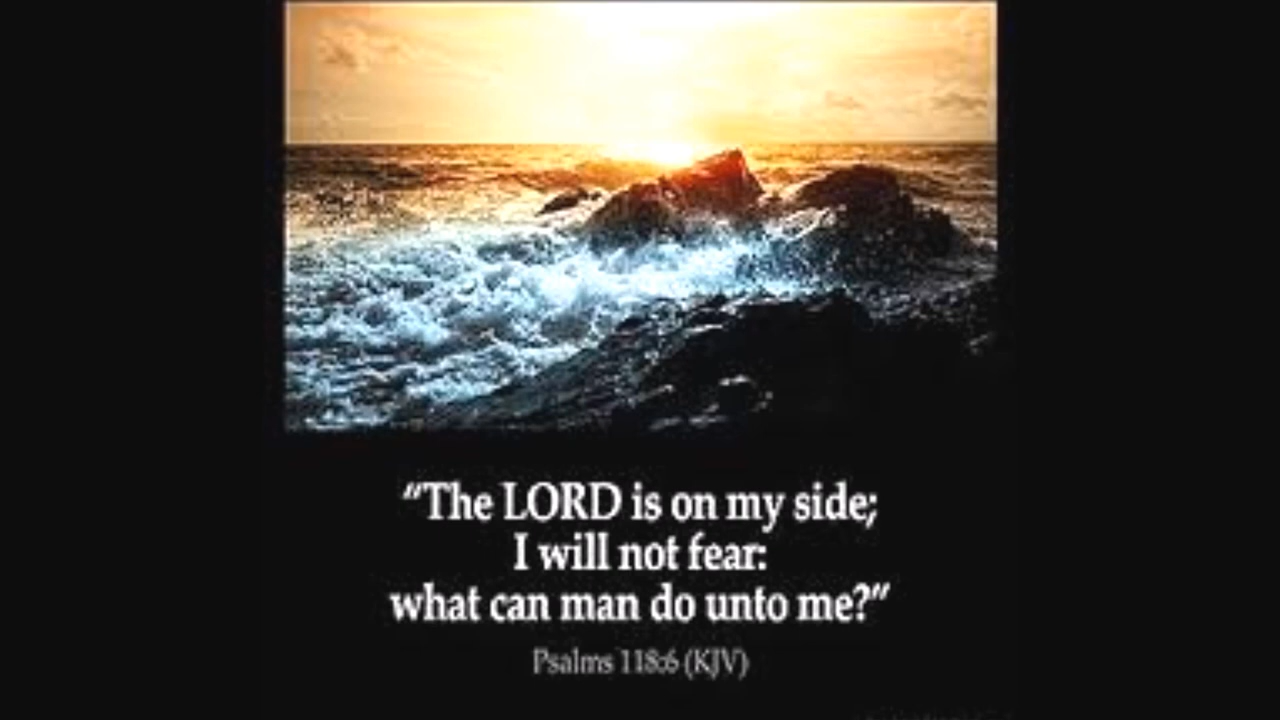 “The LORD is on my side;
I will not fear:
what can man do unto me?”
Psalms 118:6 (KJV)